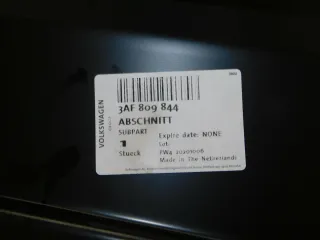 VOLKSWAGEN
3AF 809 844
ABSCHNITT
SUBPART
Expire date: NONE
1
Stueck
Made in The Netherlands